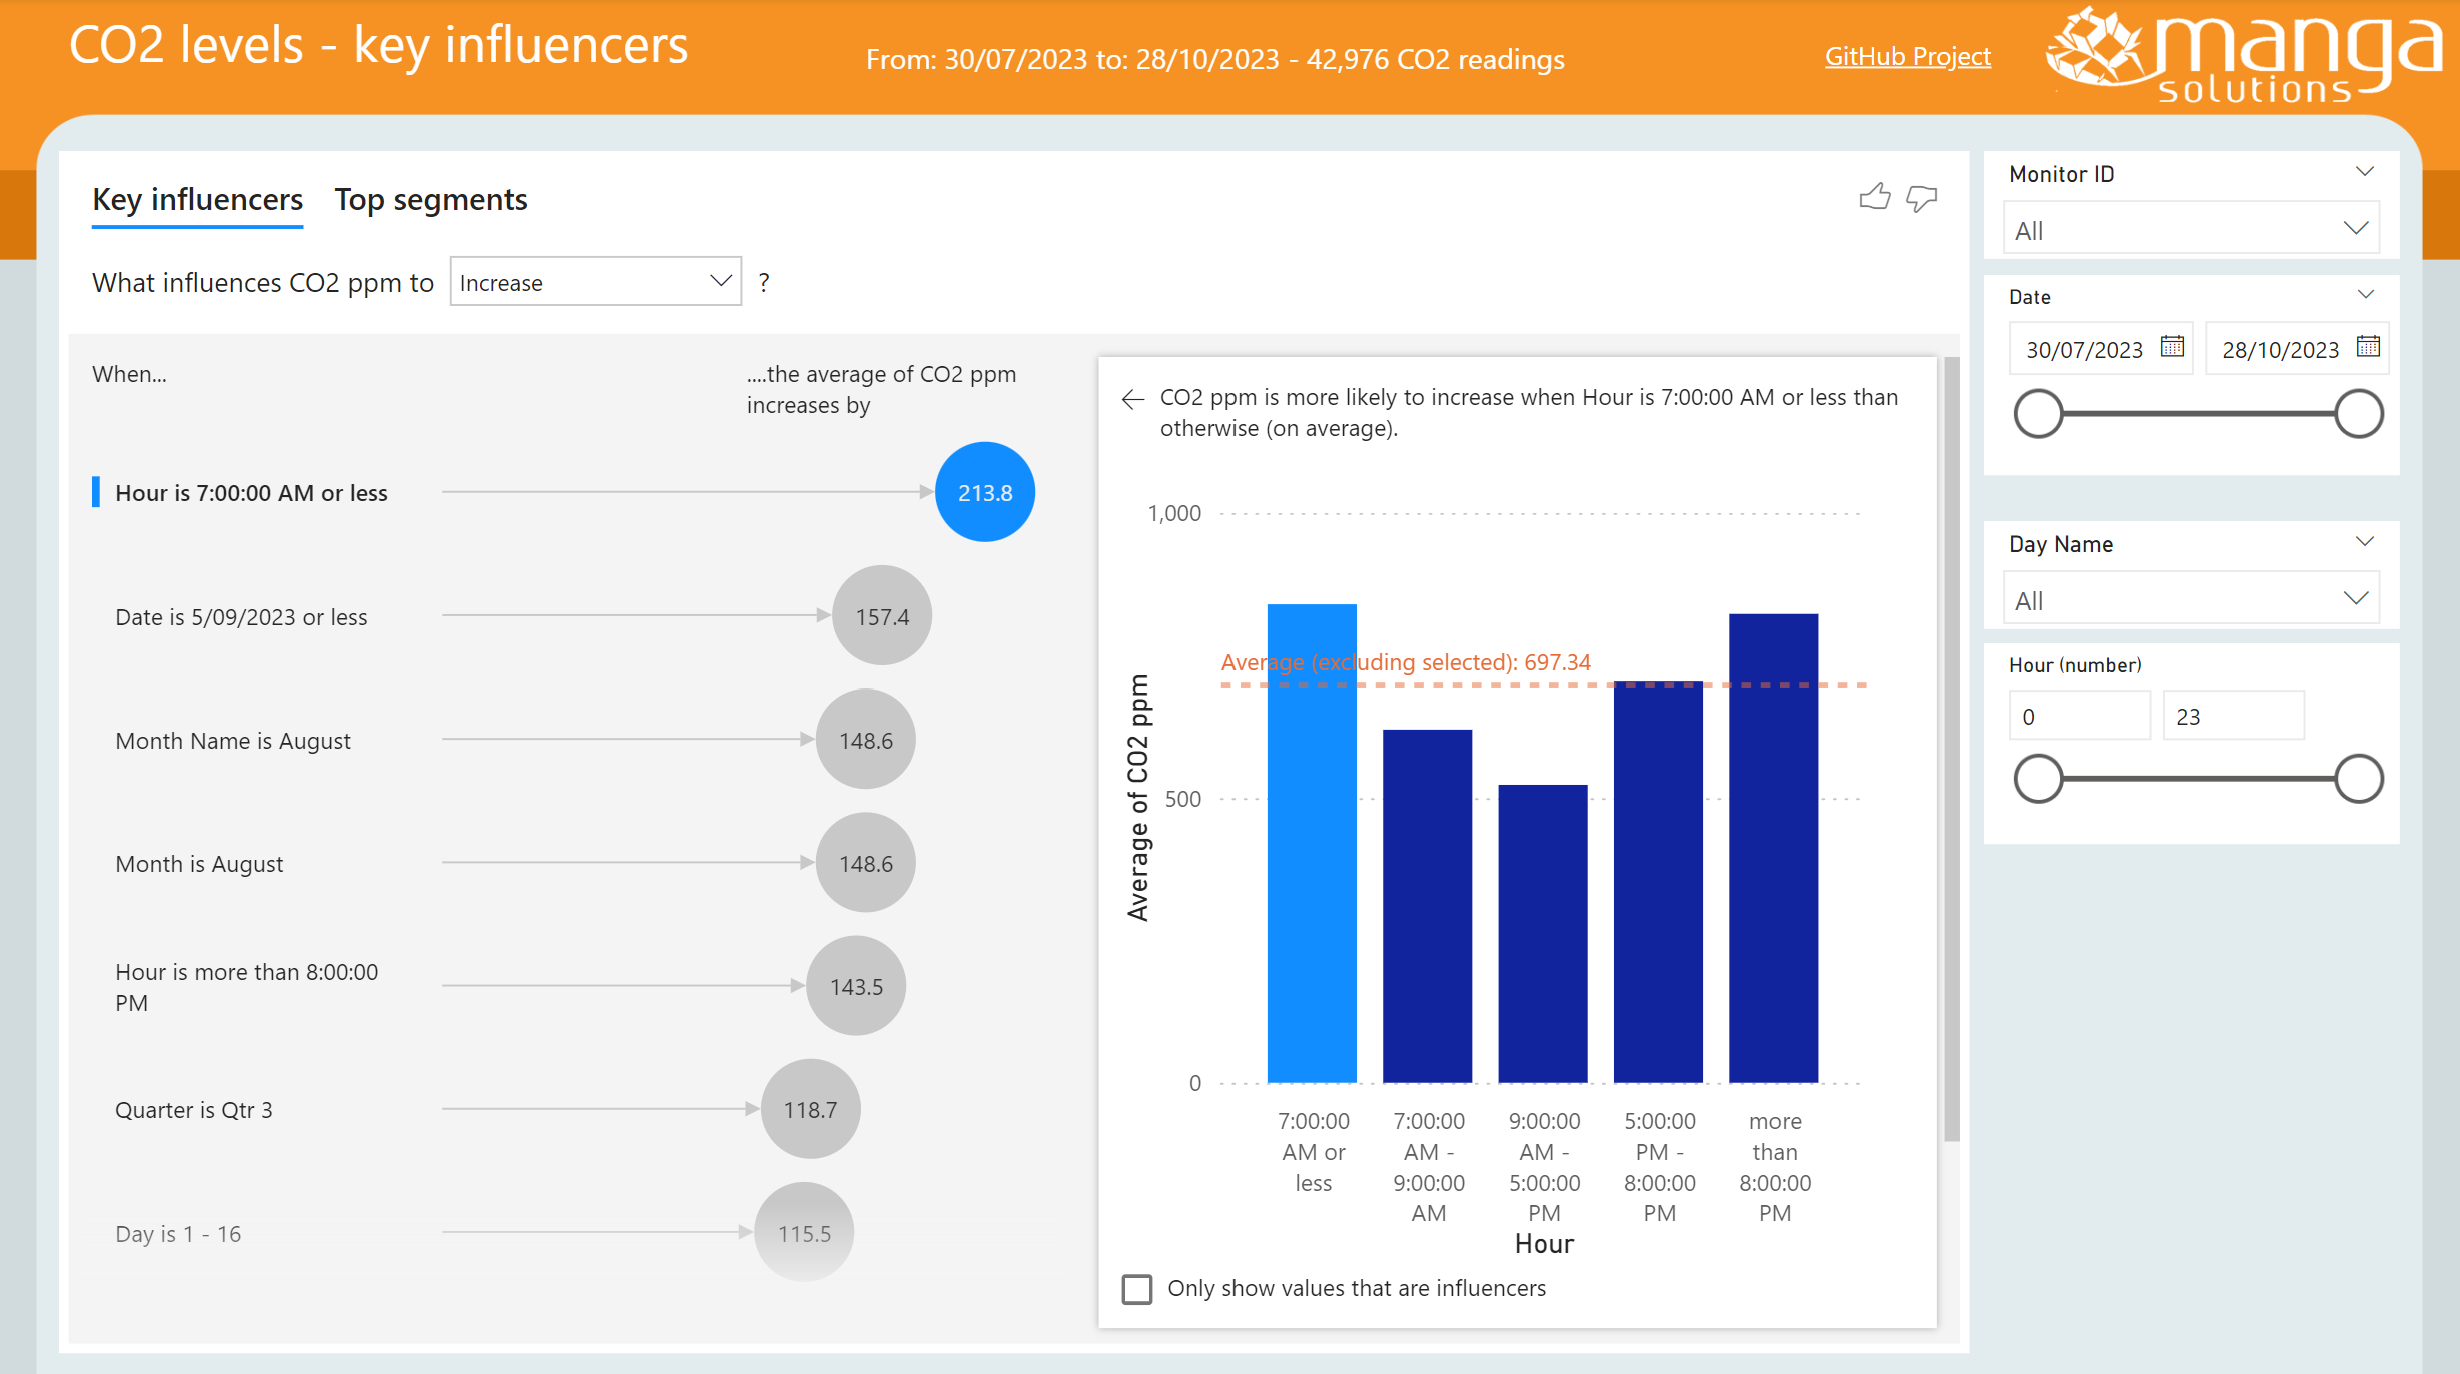 CO2 levels - key influencers
From: 30/07/2023 to: 28/10/2023 - 42,976 CO2 readings
GitHub Project
manga
solutions
Key influencers
Top segments
What influences CO2 ppm to
Increase
?
When...
....the average of CO2 ppm
increases by
Hour is 7:00:00 AM or less
213.8
Date is 5/09/2023 or less
157.4
Month Name is August
148.6
Month is August
148.6
Hour is more than 8:00:00
PM
143.5
Quarter is Qtr 3
118.7
Day is 1 - 16
115.5
CO2 ppm is more likely to increase when Hour is 7:00:00 AM or less than
otherwise (on average).
1,000
Average (excluding selected): 697.34
500
0
Average of CO2 ppm
7:00:00
AM or
less
7:00:00
AM -
9:00:00
AM
9:00:00
AM -
5:00:00
PM
5:00:00
PM -
8:00:00
PM
more
than
8:00:00
PM
Hour
Only show values that are influencers
Monitor ID
All
Date
30/07/2023
28/10/2023
Day Name
All
Hour (number)
0
23